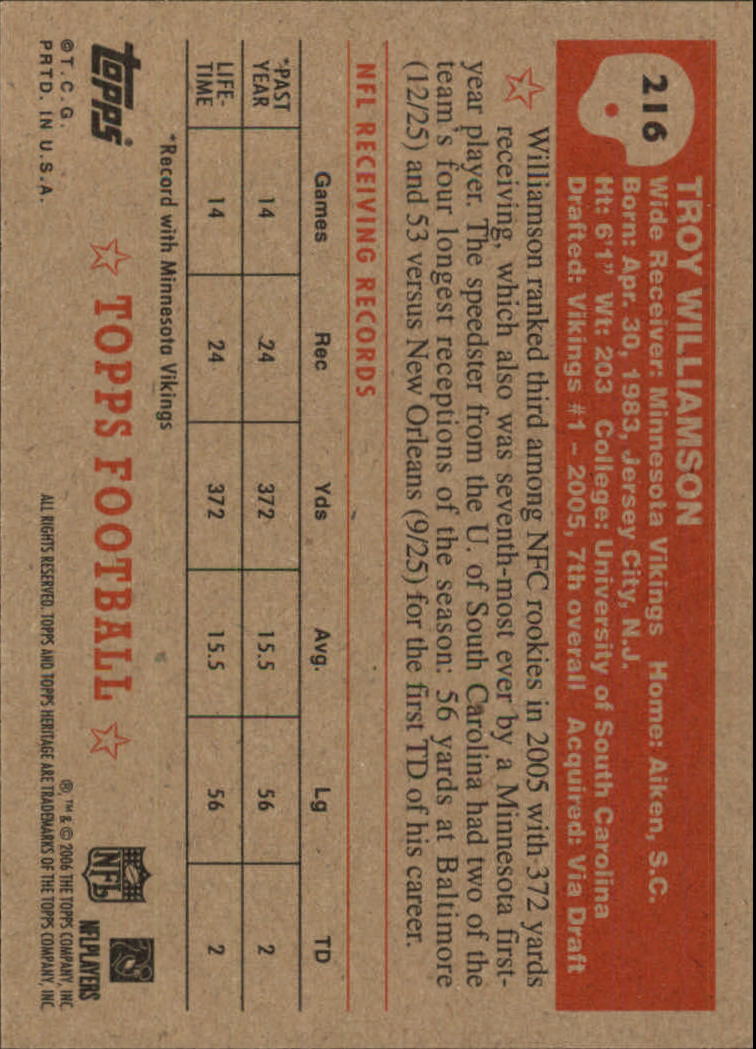 216
TROY WILLIAMSON
Wide Receiver: Minnesota Vikings Home: Aiken, S.C.
Born: Apr. 30, 1983, Jersey City, N.J.
Ht: 6'1" Wt: 203 College: University of South Carolina
Drafted: Vikings #1 – 2005, 7th overall Acquired: Via Draft
Williamson ranked third among NFC rookies in 2005 with 372 yards
receiving, which also was seventh-most ever by a Minnesota first-
year player. The speedster from the U. of South Carolina had two of the
team's four longest receptions of the season: 56 yards at Baltimore
(12/25) and 53 versus New Orleans (9/25) for the first TD of his career.
NFL RECEIVING RECORDS
Games Rec Yds Avg. Lg TD
*PAST YEAR 14 24 372 15.5 56 2
LIFE-TIME 14 24 372 15.5 56 2
*Record with Minnesota Vikings
topps®
TOPPS FOOTBALL
NFL
NFLPLAYERS
©T.C.G.
PRTD. IN U.S.A.
®, ™ & © 2006 THE TOPPS COMPANY, INC
ALL RIGHTS RESERVED. TOPPS AND TOPPS HERITAGE ARE TRADEMARKS OF THE TOPPS COMPANY, INC